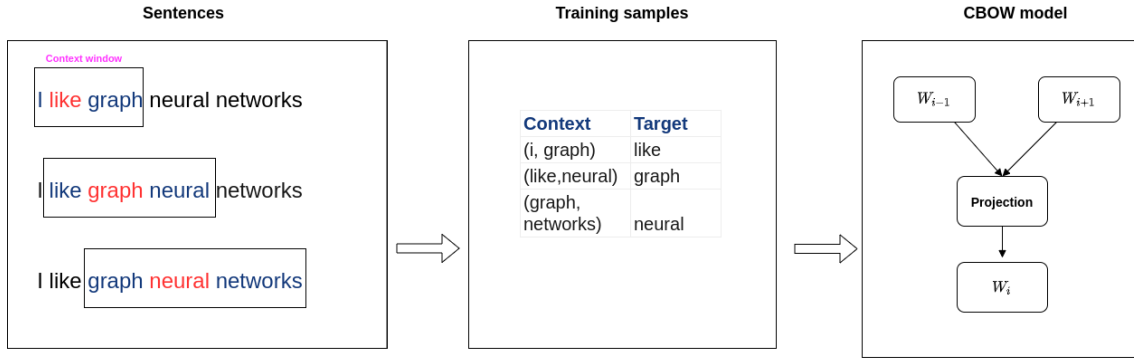 Sentences
Context window
I like graph neural networks
I like graph neural networks
I like graph neural networks
Training samples
Context Target
(i, graph) like
(like,neural) graph
(graph,
networks) neural
CBOW model
W_{i-1} W_{i+1}
Projection
W_i